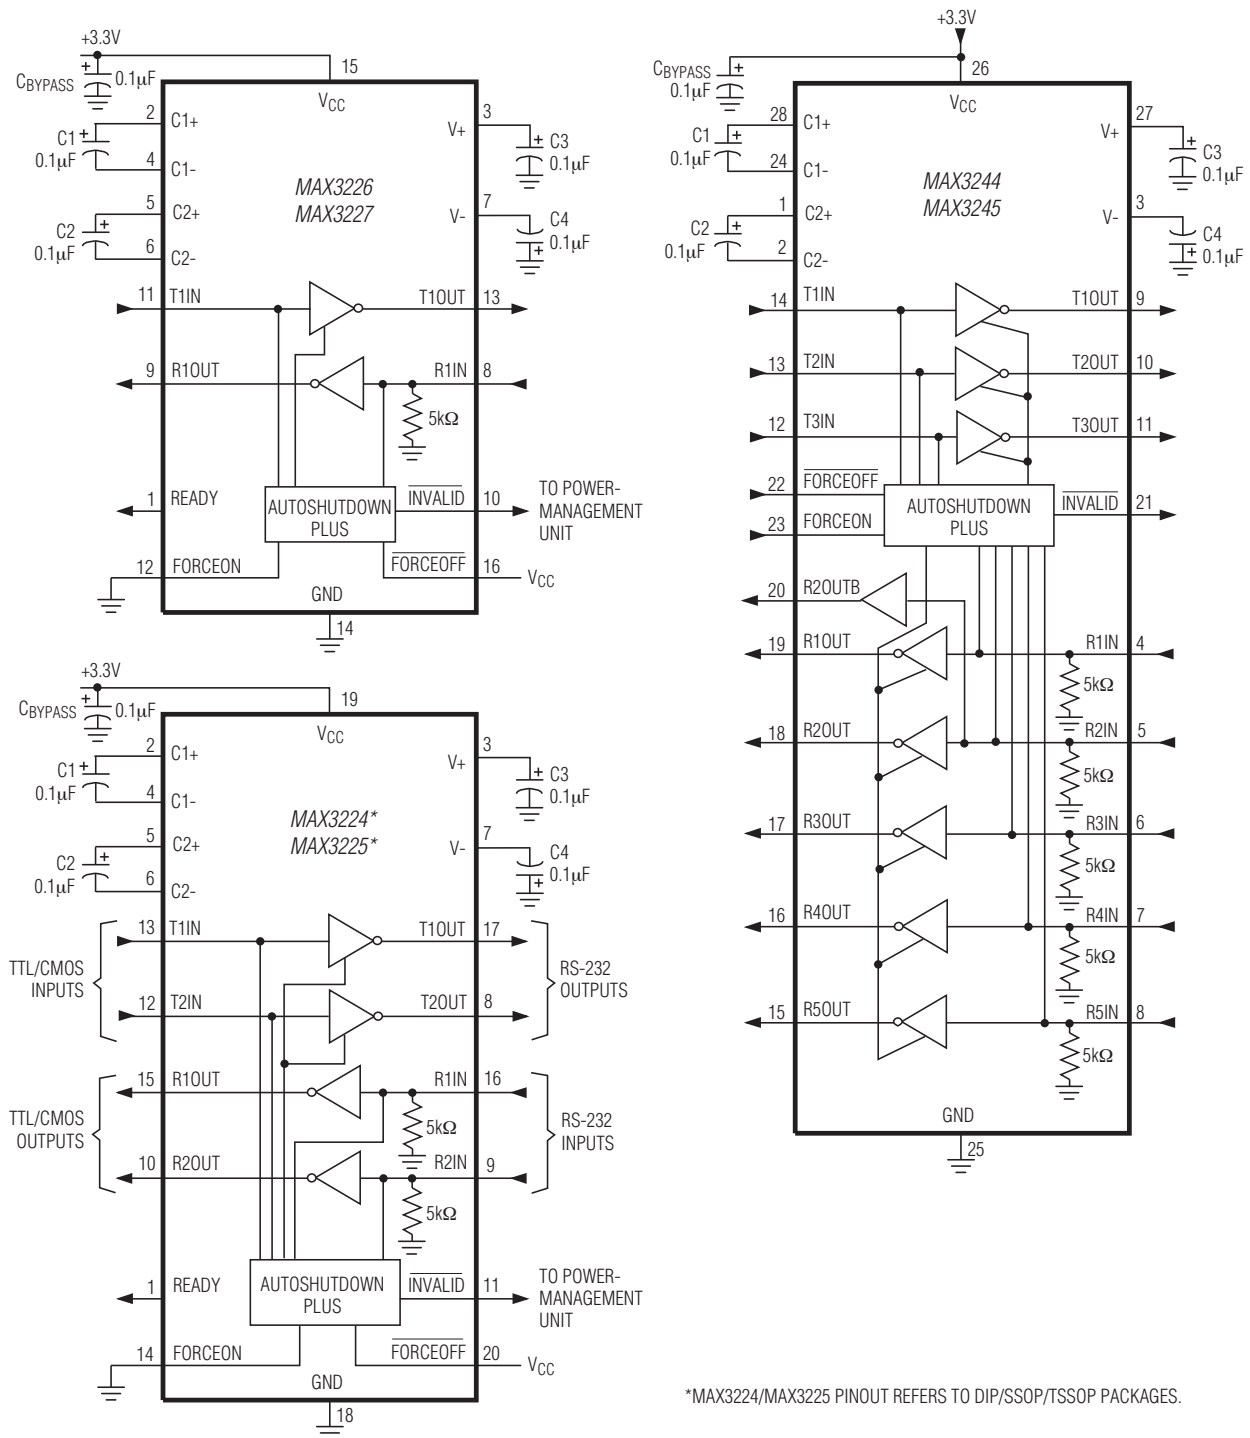 +3.3V
CBYPASS
+
0.1μF
15
VCC
2
C1+
C1
+
0.1μF
4
C1-
5
C2+
C2
+
0.1μF
6
C2-
3
V+
+
C3
0.1μF
7
V-
C4
+
0.1μF
MAX3226
MAX3227
11
T1IN
T1OUT
13
9
R1OUT
R1IN
8
5kΩ
1
READY
AUTOSHUTDOWN
PLUS
INVALID
10
TO POWER-
MANAGEMENT
UNIT
12
FORCEON
FORCEOFF
16
VCC
GND
14
+3.3V
CBYPASS
+
0.1μF
19
VCC
2
C1+
C1
+
0.1μF
4
C1-
5
C2+
C2
+
0.1μF
6
C2-
3
V+
+
C3
0.1μF
7
V-
C4
+
0.1μF
MAX3224*
MAX3225*
TTL/CMOS
INPUTS
13
T1IN
T1OUT
17
12
T2IN
T2OUT
8
RS-232
OUTPUTS
TTL/CMOS
OUTPUTS
15
R1OUT
R1IN
16
5kΩ
10
R2OUT
R2IN
9
5kΩ
RS-232
INPUTS
1
READY
AUTOSHUTDOWN
PLUS
INVALID
11
TO POWER-
MANAGEMENT
UNIT
14
FORCEON
FORCEOFF
20
VCC
GND
18
+3.3V
CBYPASS
+
0.1μF
26
VCC
28
C1+
C1
+
0.1μF
24
C1-
1
C2+
C2
+
0.1μF
2
C2-
27
V+
+
C3
0.1μF
3
V-
C4
+
0.1μF
MAX3244
MAX3245
14
T1IN
T1OUT
9
13
T2IN
T2OUT
10
12
T3IN
T3OUT
11
22
FORCEOFF
23
FORCEON
AUTOSHUTDOWN
PLUS
INVALID
21
20
R2OUTB
19
R1OUT
R1IN
4
5kΩ
18
R2OUT
R2IN
5
5kΩ
17
R3OUT
R3IN
6
5kΩ
16
R4OUT
R4IN
7
5kΩ
15
R5OUT
R5IN
8
5kΩ
GND
25
*MAX3224/MAX3225 PINOUT REFERS TO DIP/SSOP/TSSOP PACKAGES.